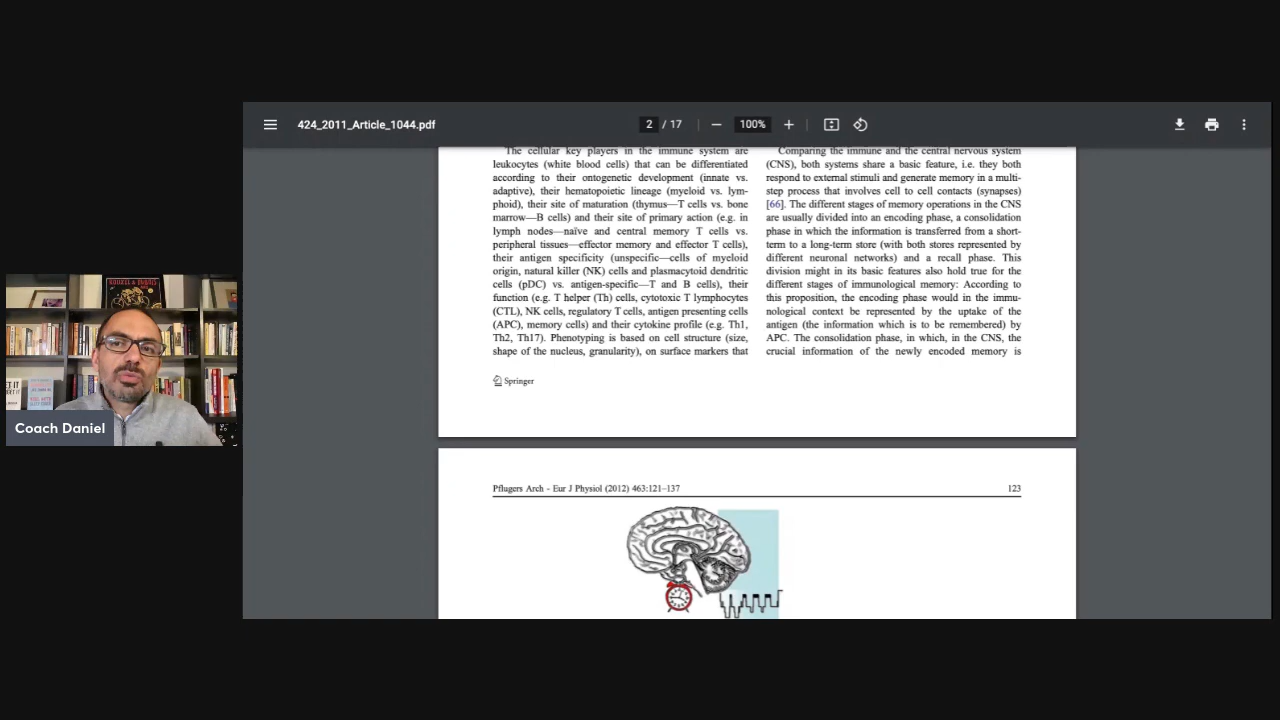 424_2011_Article_1044.pdf
2 / 17
100%
The cellular key players in the immune system are
leukocytes (white blood cells) that can be differentiated
according to their ontogenetic development (innate vs.
adaptive), their hematopoietic lineage (myeloid vs. lym-
phoid), their site of maturation (thymus—T cells vs. bone
marrow—B cells) and their site of primary action (e.g. in
lymph nodes—naïve and central memory T cells vs.
peripheral tissues—effector memory and effector T cells),
their antigen specificity (unspecific—cells of myeloid
origin, natural killer (NK) cells and plasmacytoid dendritic
cells (pDC) vs. antigen-specific—T and B cells), their
function (e.g. T helper (Th) cells, cytotoxic T lymphocytes
(CTL), NK cells, regulatory T cells, antigen presenting cells
(APC), memory cells) and their cytokine profile (e.g. Th1,
Th2, Th17). Phenotyping is based on cell structure (size,
shape of the nucleus, granularity), on surface markers that
Comparing the immune and the central nervous system
(CNS), both systems share a basic feature, i.e. they both
respond to external stimuli and generate memory in a multi-
step process that involves cell to cell contacts (synapses)
[66]. The different stages of memory operations in the CNS
are usually divided into an encoding phase, a consolidation
phase in which the information is transferred from a short-
term to a long-term store (with both stores represented by
different neuronal networks) and a recall phase. This
division might in its basic features also hold true for the
different stages of immunological memory: According to
this proposition, the encoding phase would in the immu-
nological context be represented by the uptake of the
antigen (the information which is to be remembered) by
APC. The consolidation phase, in which, in the CNS, the
crucial information of the newly encoded memory is
Springer
Pflugers Arch - Eur J Physiol (2012) 463:121–137
123
Coach Daniel